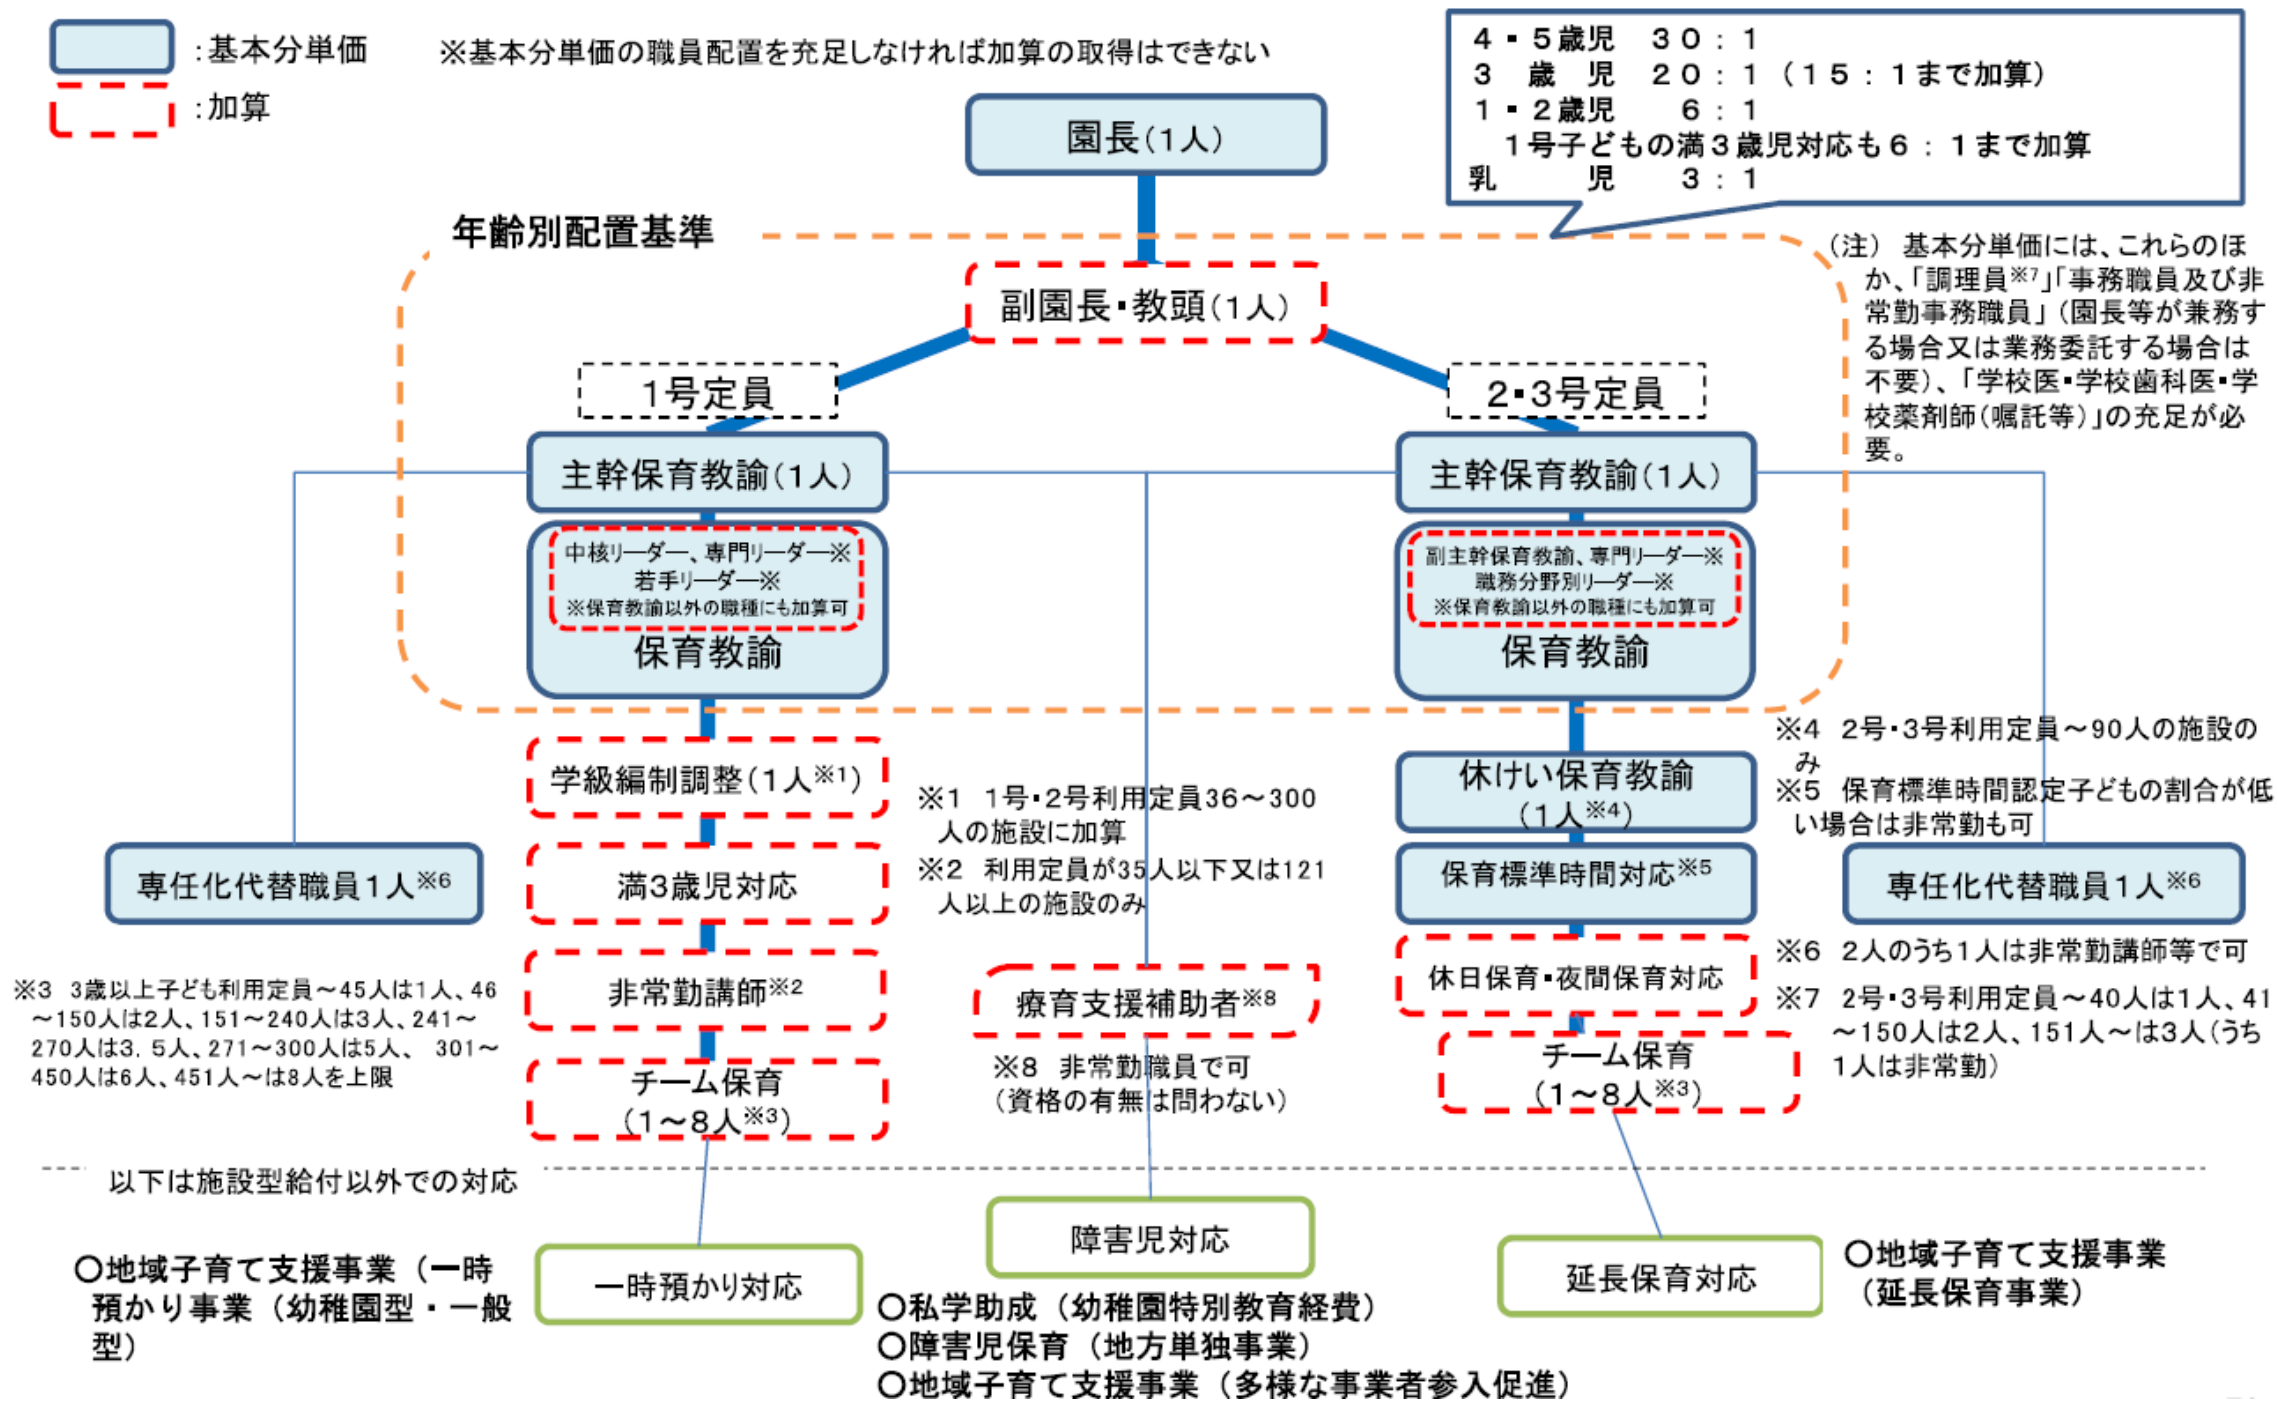 ：基本分単価　　※基本分単価の職員配置を充足しなければ加算の取得はできない
：加算
４・５歳児　３０：１
３　歳　児　２０：１（１５：１まで加算）
１・２歳児　　６：１
１号子どもの満３歳児対応も６：１まで加算
乳　　　児　　３：１
園長（１人）
年齢別配置基準
（注）　基本分単価には、これらのほ
か、「調理員※7」「事務職員及び非
常勤事務職員」（園長等が兼務す
る場合又は業務委託する場合は
不要）、「学校医・学校歯科医・学
校薬剤師（嘱託等）」の充足が必
要。
副園長・教頭（１人）
１号定員
２・３号定員
主幹保育教諭（１人）
主幹保育教諭（１人）
中核リーダー、専門リーダー※
若手リーダー※
※保育教諭以外の職種にも加算可
保育教諭
副主幹保育教諭、専門リーダー※
職務分野別リーダー※
※保育教諭以外の職種にも加算可
保育教諭
学級編制調整（１人※1）
満３歳児対応
非常勤講師※2
チーム保育
（１～８人※3）
専任化代替職員１人※6
※3　3歳以上子ども利用定員～45人は1人、46
～150人は2人、151～240人は3人、241～
270人は3．5人、271～300人は5人、 301～
450人は6人、451人～は8人を上限
※1　1号・2号利用定員36～300
人の施設に加算
※2　利用定員が35人以下又は121
人以上の施設のみ
療育支援補助者※8
※8　非常勤職員で可
（資格の有無は問わない）
休けい保育教諭
（１人※4）
保育標準時間対応※5
休日保育・夜間保育対応
チーム保育
（１～８人※3）
※4　2号・3号利用定員～90人の施設の
み
※5　保育標準時間認定子どもの割合が低
い場合は非常勤も可
専任化代替職員１人※6
※6　2人のうち1人は非常勤講師等で可
※7　2号・3号利用定員～40人は1人、41
～150人は2人、151人～は3人（うち
1人は非常勤）
以下は施設型給付以外での対応
○地域子育て支援事業（一時
預かり事業（幼稚園型・一般
型）
一時預かり対応
障害児対応
○私学助成（幼稚園特別教育経費）
○障害児保育（地方単独事業）
○地域子育て支援事業（多様な事業者参入促進）
延長保育対応
○地域子育て支援事業
（延長保育事業）